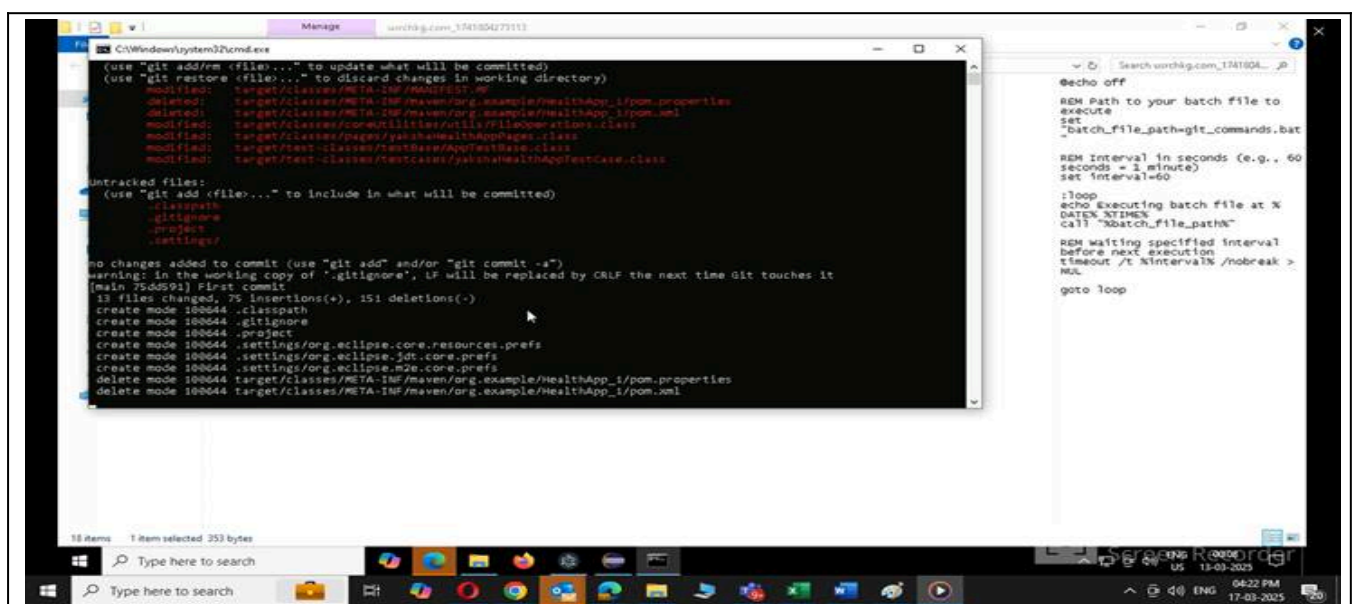 Manage
C:\Windows\system32\cmd.exe
(use "git add/rm <file>..." to update what will be committed)
(use "git restore <file>..." to discard changes in working directory)
modified: target/classes/META-INF/MANIFEST.MF
deleted: target/classes/META-INF/maven/org.example/HealthApp_1/pom.properties
deleted: target/classes/META-INF/maven/org.example/HealthApp_1/pom.xml
modified: target/classes/coreUtilities/utils/FileOperations.class
modified: target/classes/pages/yakshaHealthAppPages.class
modified: target/test-classes/testBase/AppTestBase.class
modified: target/test-classes/testcases/yakshaHealthAppTestCase.class
Untracked files:
(use "git add <file>..." to include in what will be committed)
.classpath
.gitignore
.project
.settings/
no changes added to commit (use "git add" and/or "git commit -a")
warning: in the working copy of '.gitignore', LF will be replaced by CRLF the next time Git touches it
[main 75dd591] First commit
13 files changed, 75 insertions(+), 151 deletions(-)
create mode 100644 .classpath
create mode 100644 .gitignore
create mode 100644 .project
create mode 100644 .settings/org.eclipse.core.resources.prefs
create mode 100644 .settings/org.eclipse.jdt.core.prefs
create mode 100644 .settings/org.eclipse.m2e.core.prefs
delete mode 100644 target/classes/META-INF/maven/org.example/HealthApp_1/pom.properties
delete mode 100644 target/classes/META-INF/maven/org.example/HealthApp_1/pom.xml
@echo off
REM Path to your batch file to
execute
set
"batch_file_path=git_commands.bat
"
REM Interval in seconds (e.g., 60
seconds = 1 minute)
set interval=60
:loop
echo Executing batch file at %
DATE% %TIME%
call "%batch_file_path%"
REM Waiting specified interval
before next execution
timeout /t %interval% /nobreak >
NUL
goto loop
18 items 1 item selected 353 bytes
Type here to search
Screen Recorder
ENG
US 13-03-2025
Type here to search
ENG
04:22 PM
17-03-2025